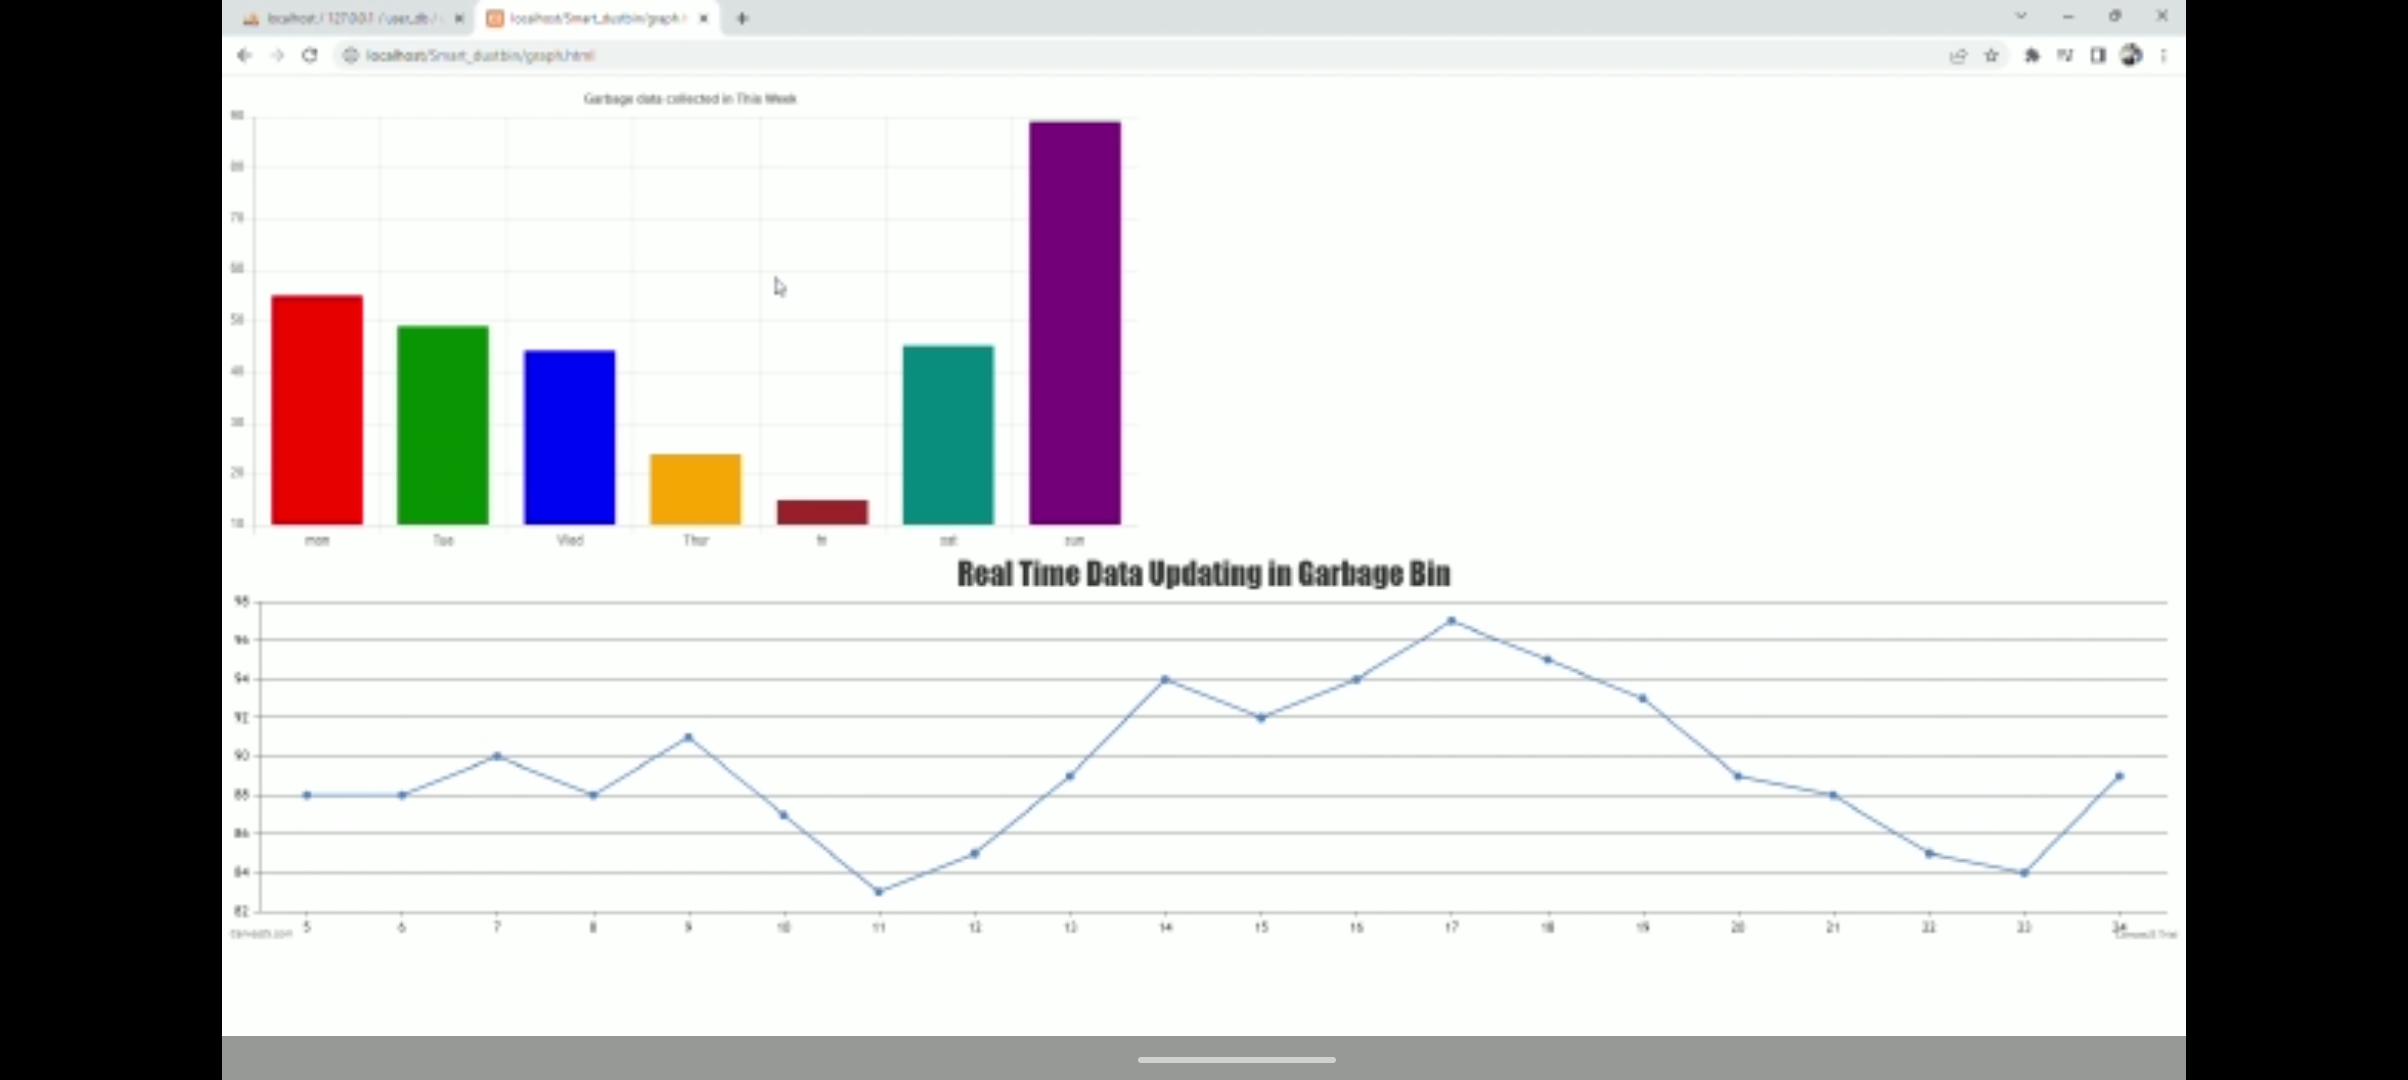 localhost / 127.0.0.1 / user_db /
localhost/Smart_dustbin/graph.h
localhost/Smart_dustbin/graph.html
Garbage data collected in This Week
90
80
70
60
50
40
30
20
10
mon Tue Wed Thur fri sat sun
Real Time Data Updating in Garbage Bin
98
96
94
92
90
88
86
84
82
5 6 7 8 9 10 11 12 13 14 15 16 17 18 19 20 21 22 23 24
CanvasJS.com
CanvasJS Trial